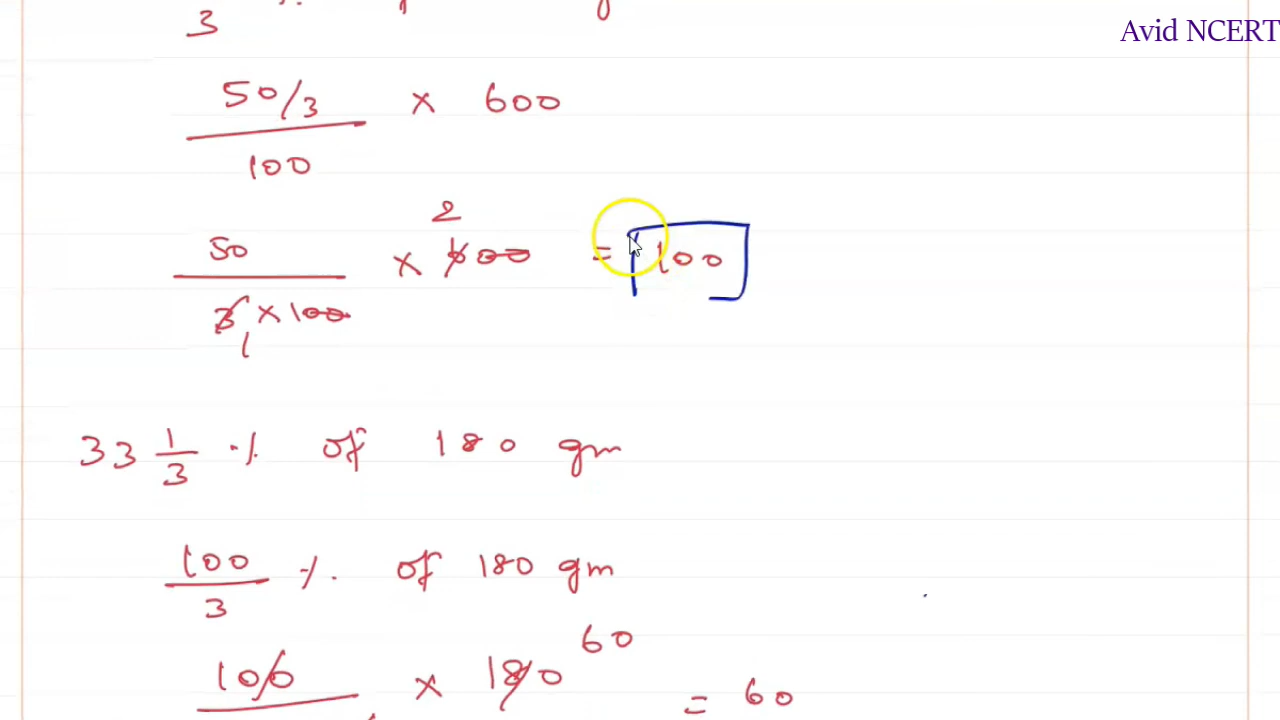 Avid NCERT
3
50/3 × 600
100
2
50 × 600 = 100
3 × 100
1
33 1/3 % of 180 gm
100/3 % of 180 gm
60
100 × 180 = 60